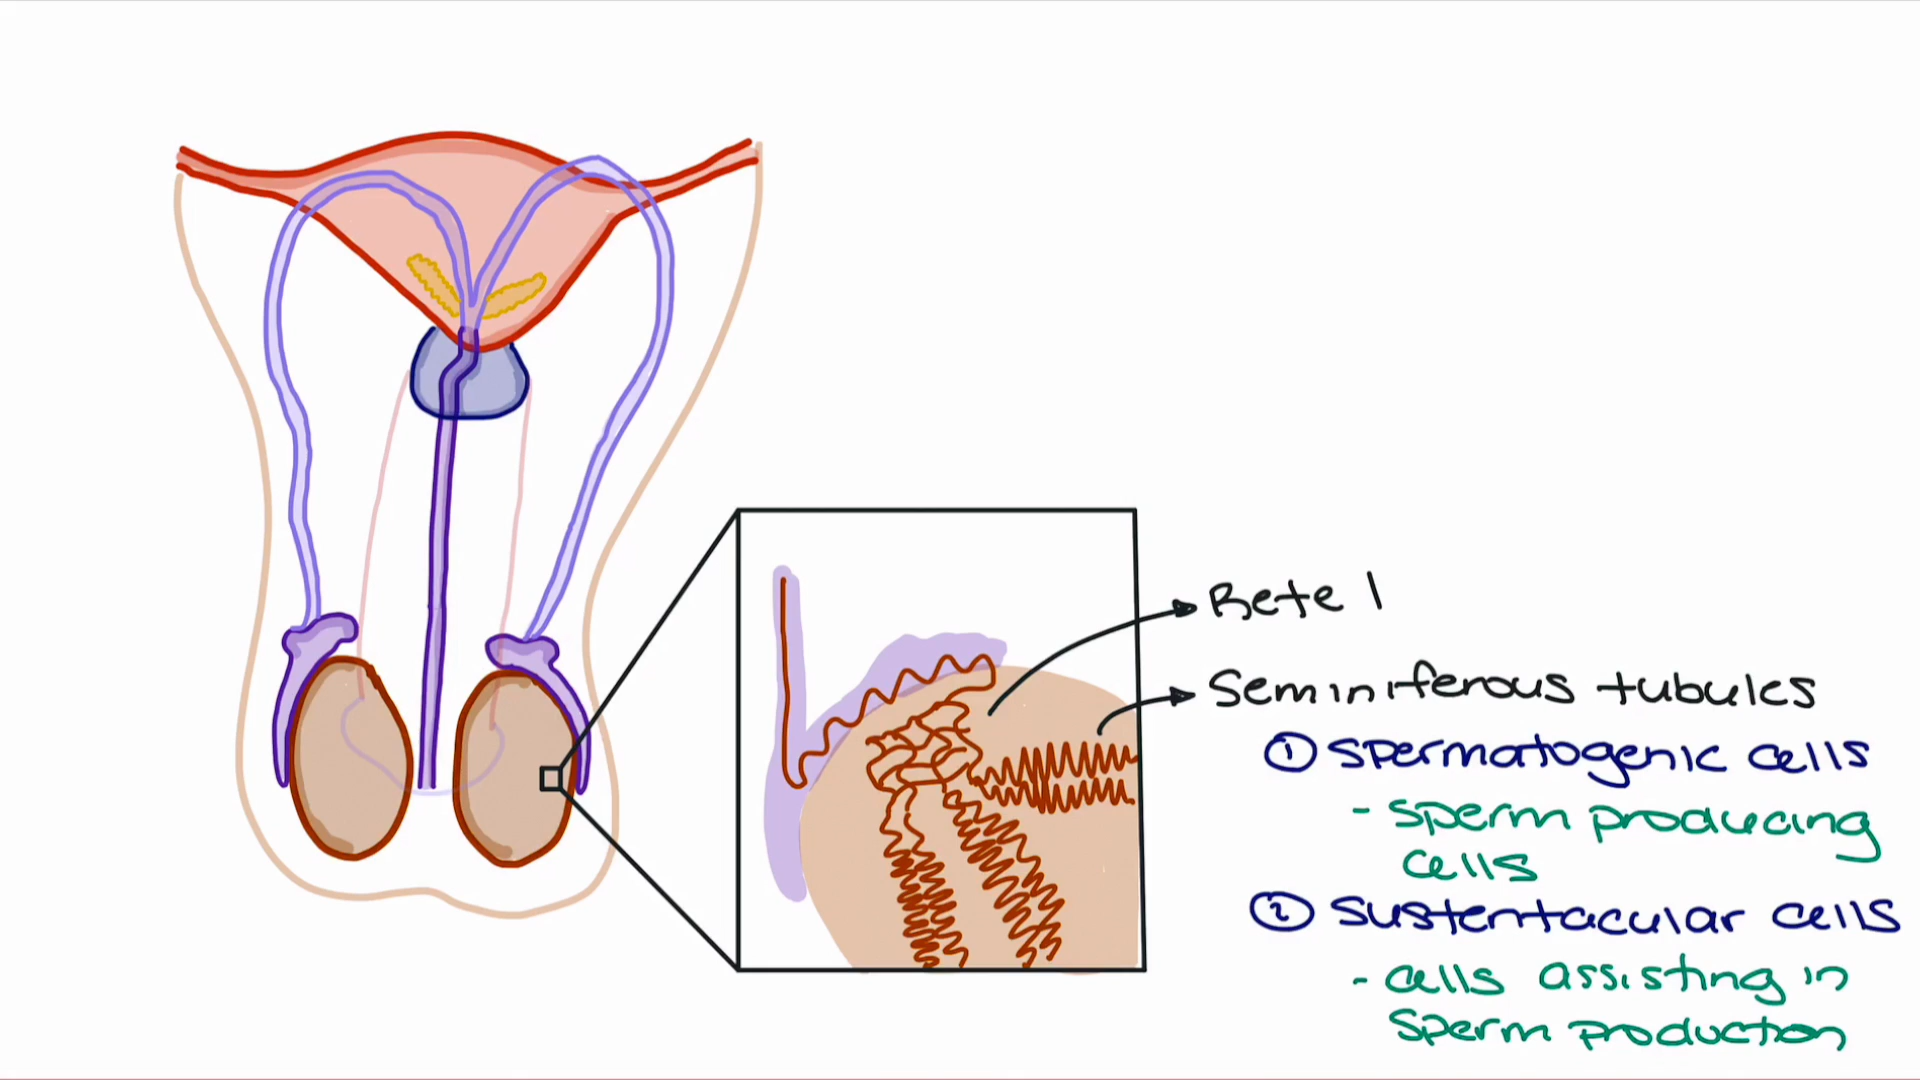 Rete |
Seminiferous tubules
① spermatogenic cells
- sperm producing
cells
② sustentacular cells
- cells assisting in
sperm production